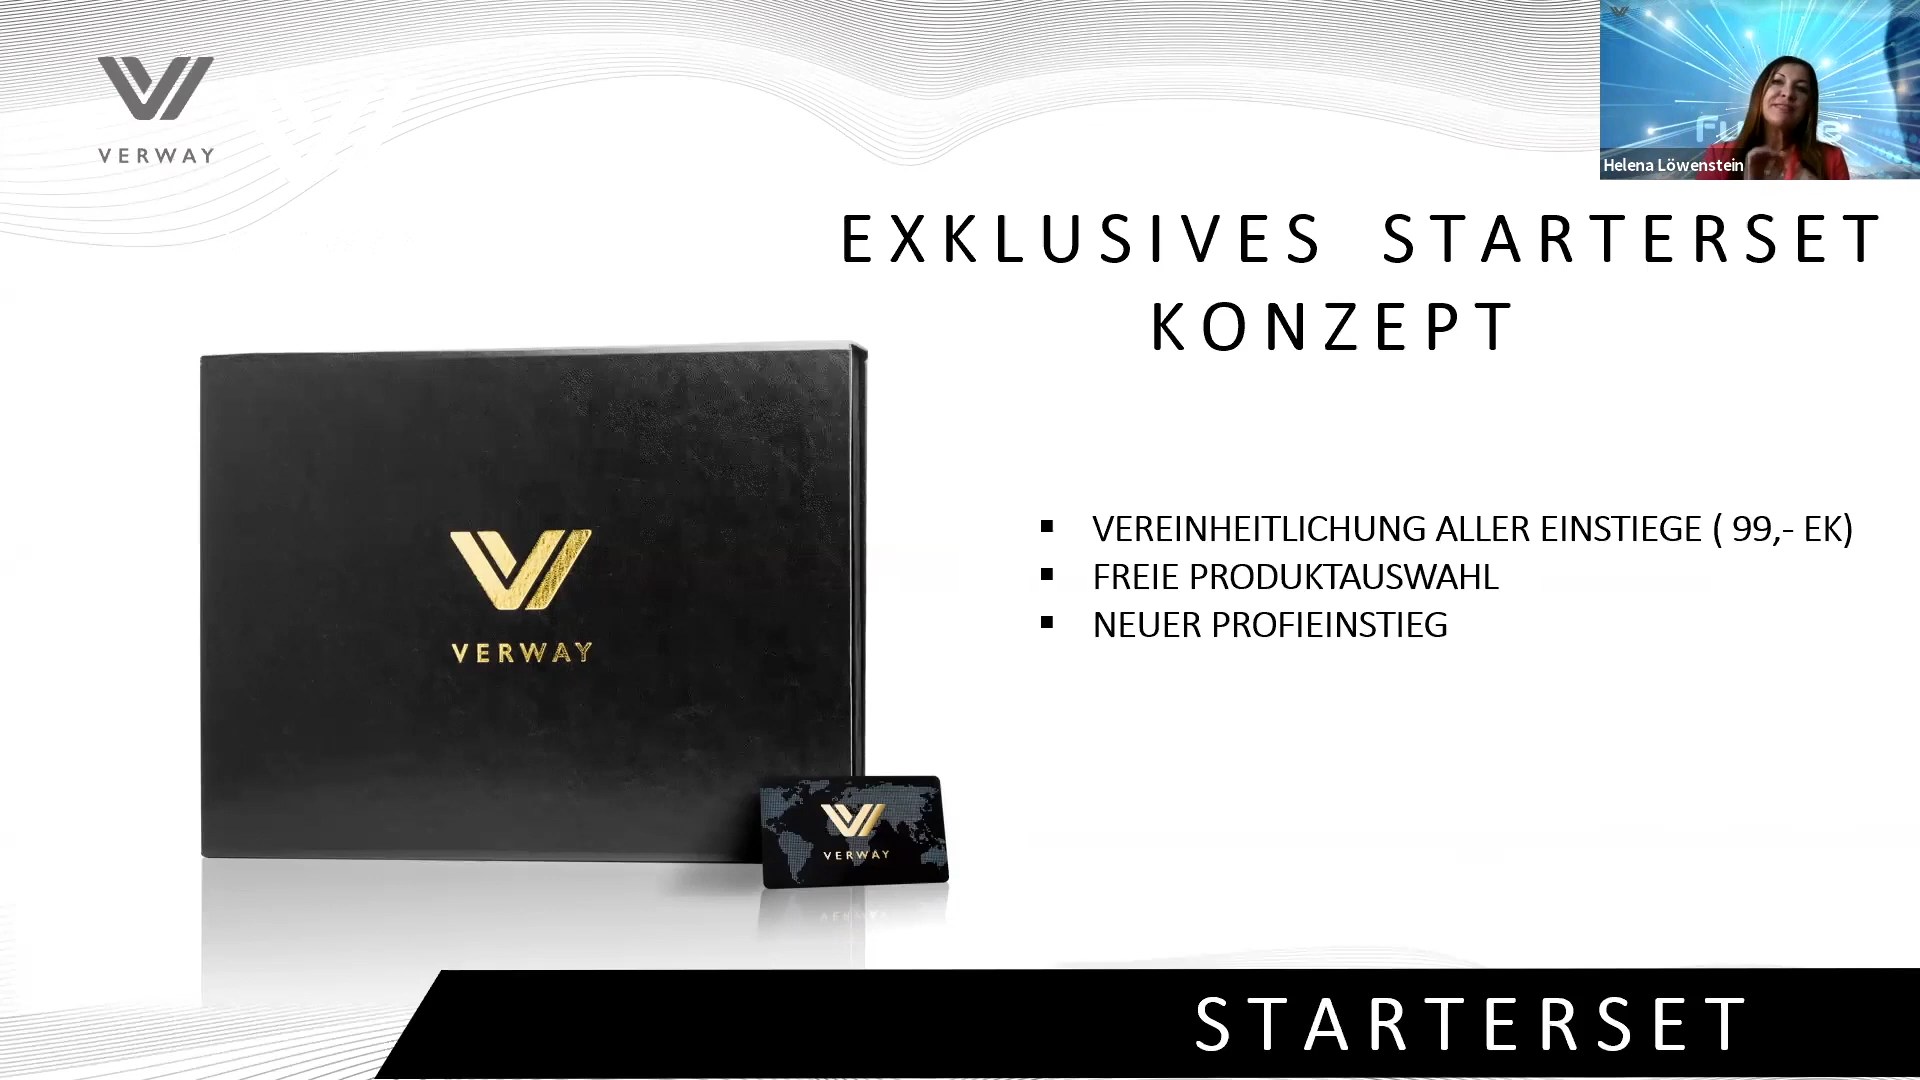 VERWAY
Helena Löwenstein
EXKLUSIVES STARTERSET
KONZEPT
▪ VEREINHEITLICHUNG ALLER EINSTIEGE ( 99,- EK)
▪ FREIE PRODUKTAUSWAHL
▪ NEUER PROFIEINSTIEG
VERWAY
VERWAY
STARTERSET